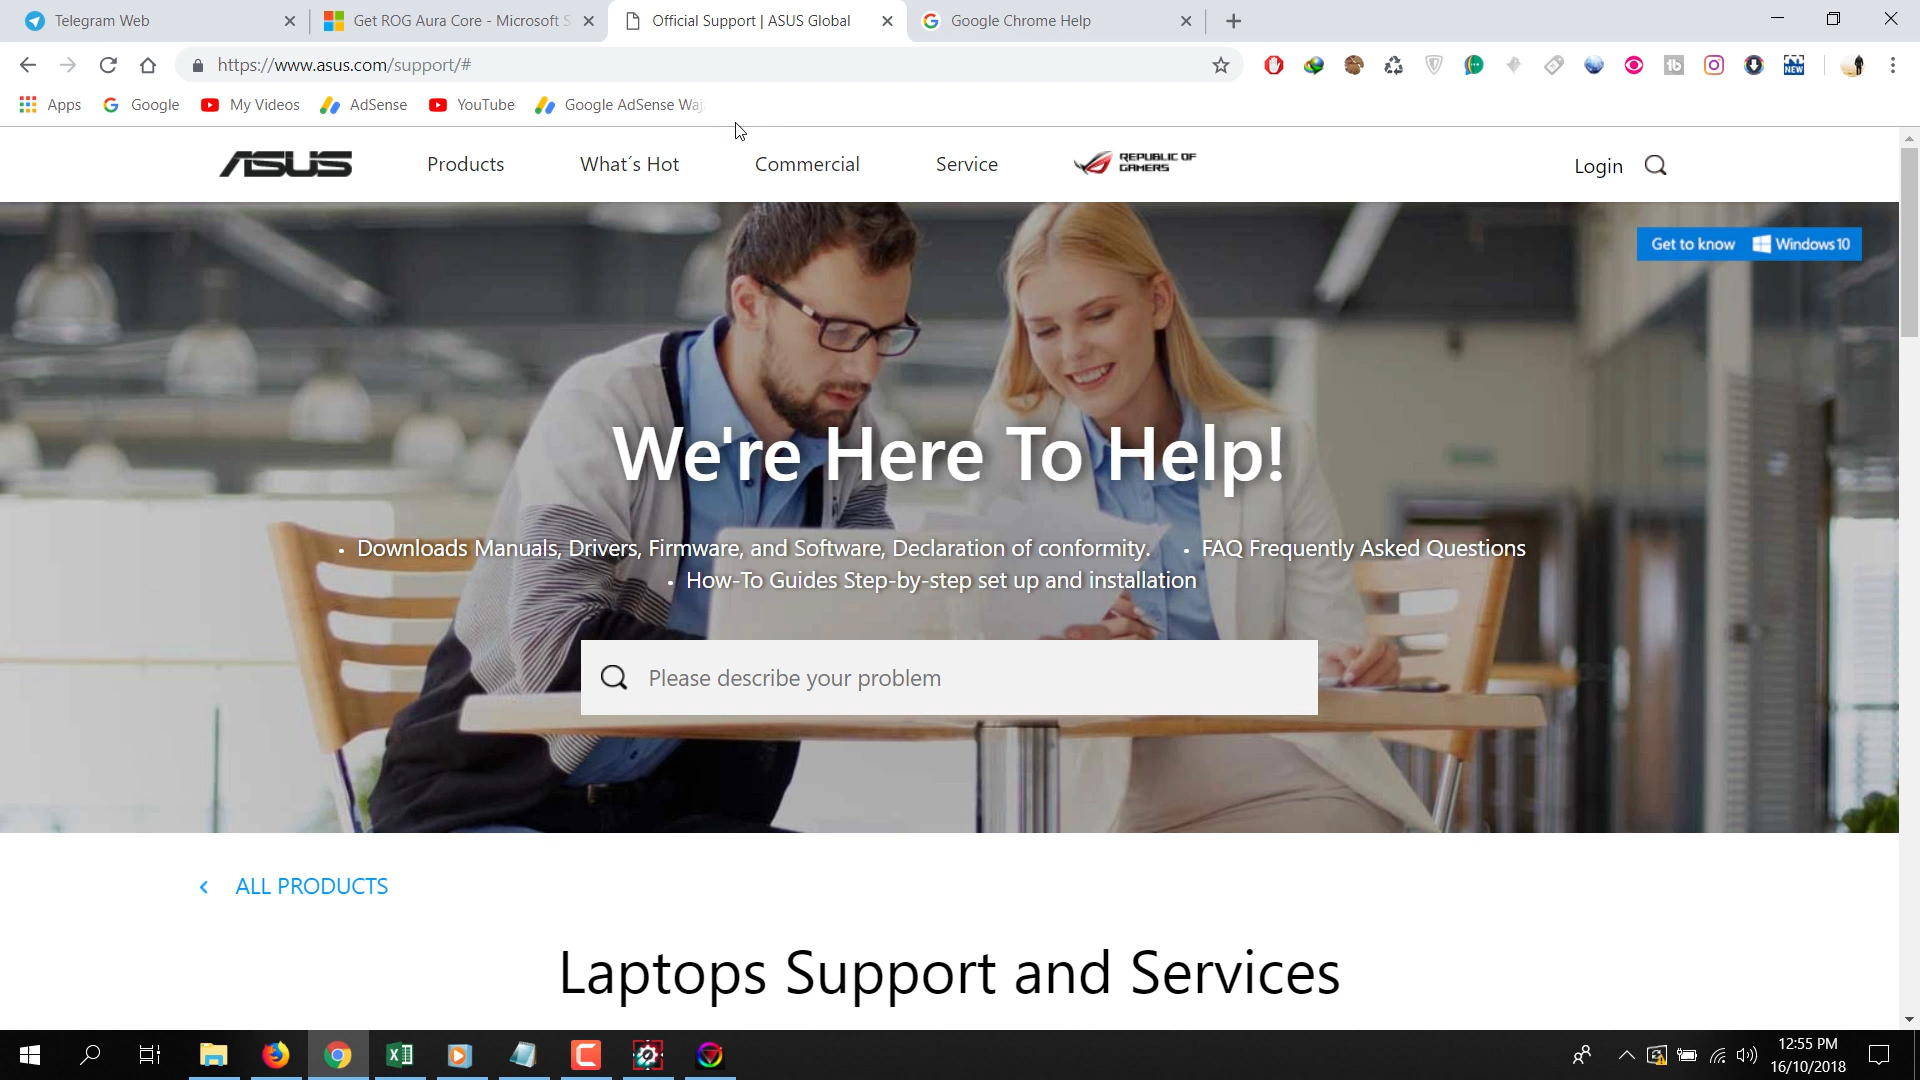 Telegram Web
Get ROG Aura Core - Microsoft S
Official Support | ASUS Global
Google Chrome Help
https://www.asus.com/support/#
Apps
Google
My Videos
AdSense
YouTube
Google AdSense Waj
ASUS
Products
What´s Hot
Commercial
Service
REPUBLIC OF
GAMERS
Login
Get to know Windows 10
We're Here To Help!
• Downloads Manuals, Drivers, Firmware, and Software, Declaration of conformity. • FAQ Frequently Asked Questions
• How-To Guides Step-by-step set up and installation
Please describe your problem
‹ ALL PRODUCTS
Laptops Support and Services
12:55 PM
16/10/2018